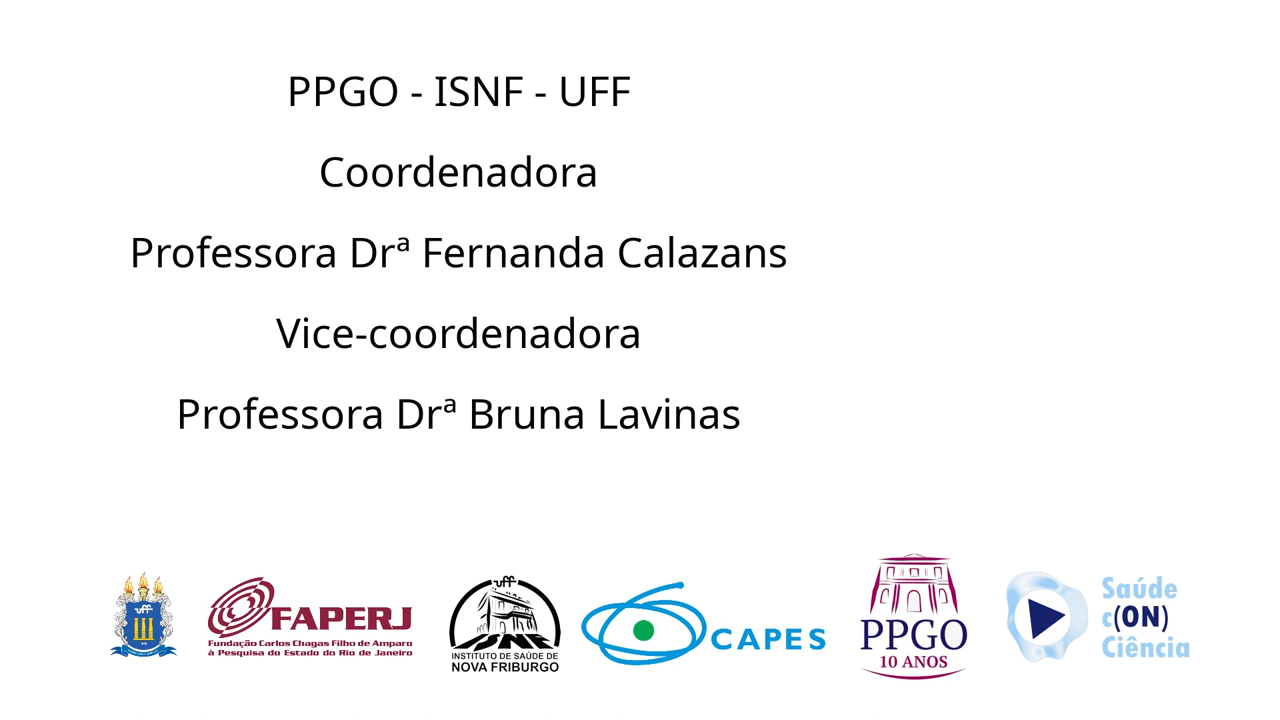 PPGO - ISNF - UFF
Coordenadora
Professora Drª Fernanda Calazans
Vice-coordenadora
Professora Drª Bruna Lavinas
uff
FAPERJ
Fundação Carlos Chagas Filho de Amparo
à Pesquisa do Estado do Rio de Janeiro
uff
ISNF
INSTITUTO DE SAÚDE DE
NOVA FRIBURGO
CAPES
PPGO
10 ANOS
Saúde
c(ON)
Ciência